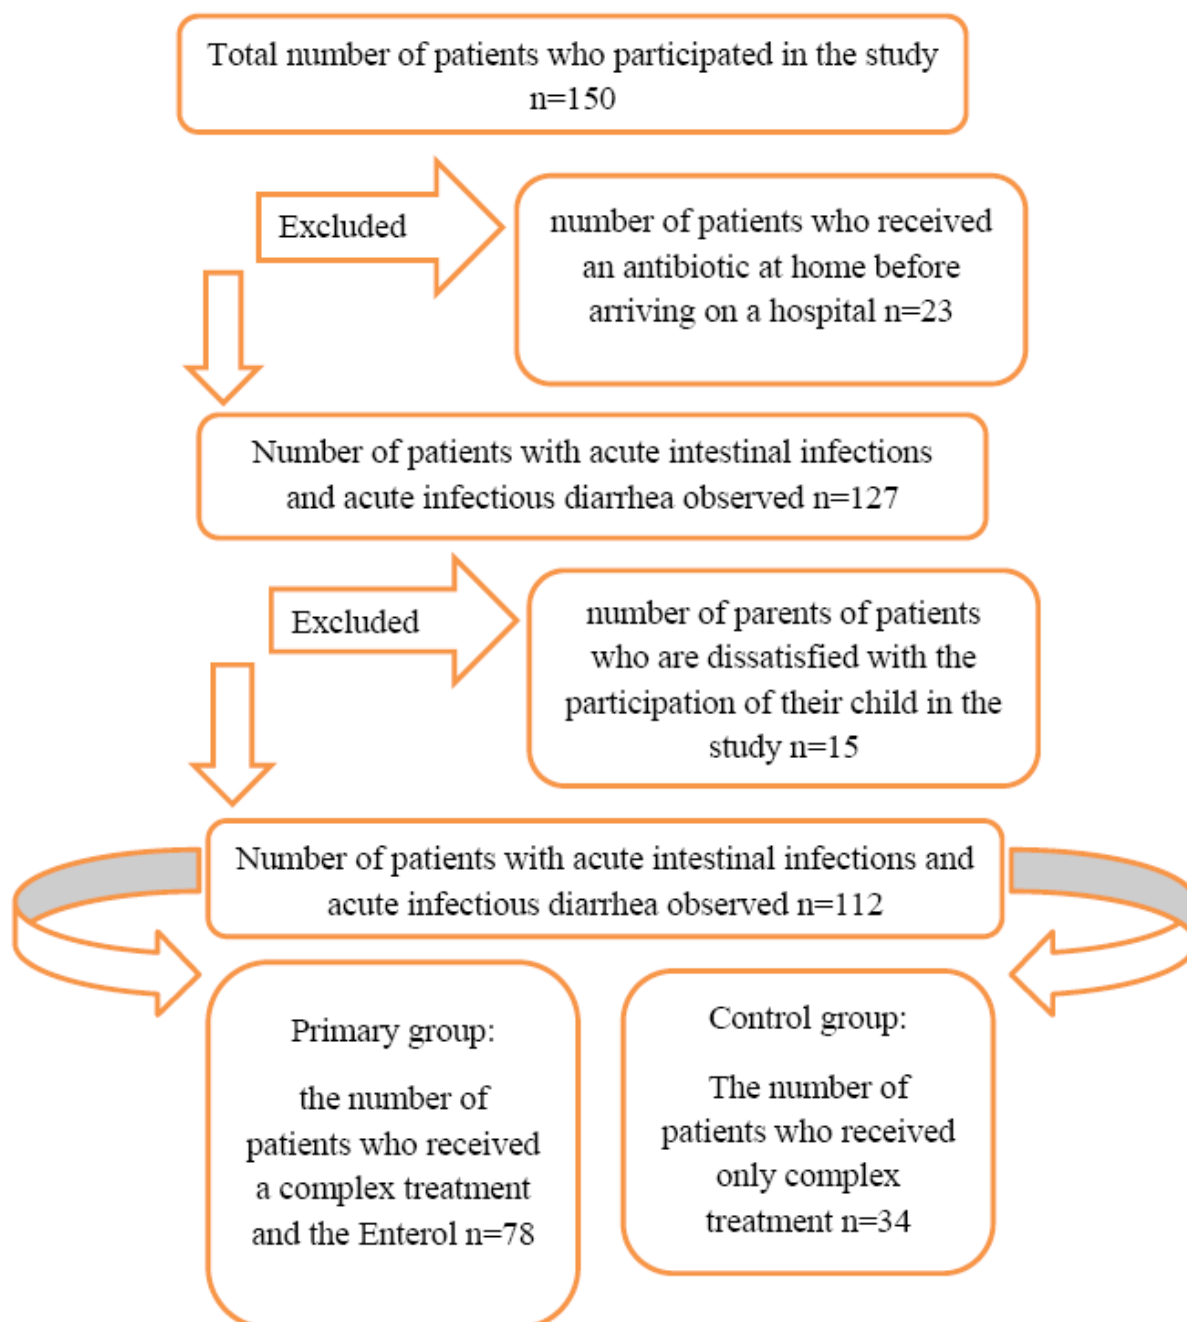 Total number of patients who participated in the study
n=150
Excluded
number of patients who received
an antibiotic at home before
arriving on a hospital n=23
Number of patients with acute intestinal infections
and acute infectious diarrhea observed n=127
Excluded
number of parents of patients
who are dissatisfied with the
participation of their child in the
study n=15
Number of patients with acute intestinal infections and
acute infectious diarrhea observed n=112
Primary group:
the number of
patients who received
a complex treatment
and the Enterol n=78
Control group:
The number of
patients who received
only complex
treatment n=34